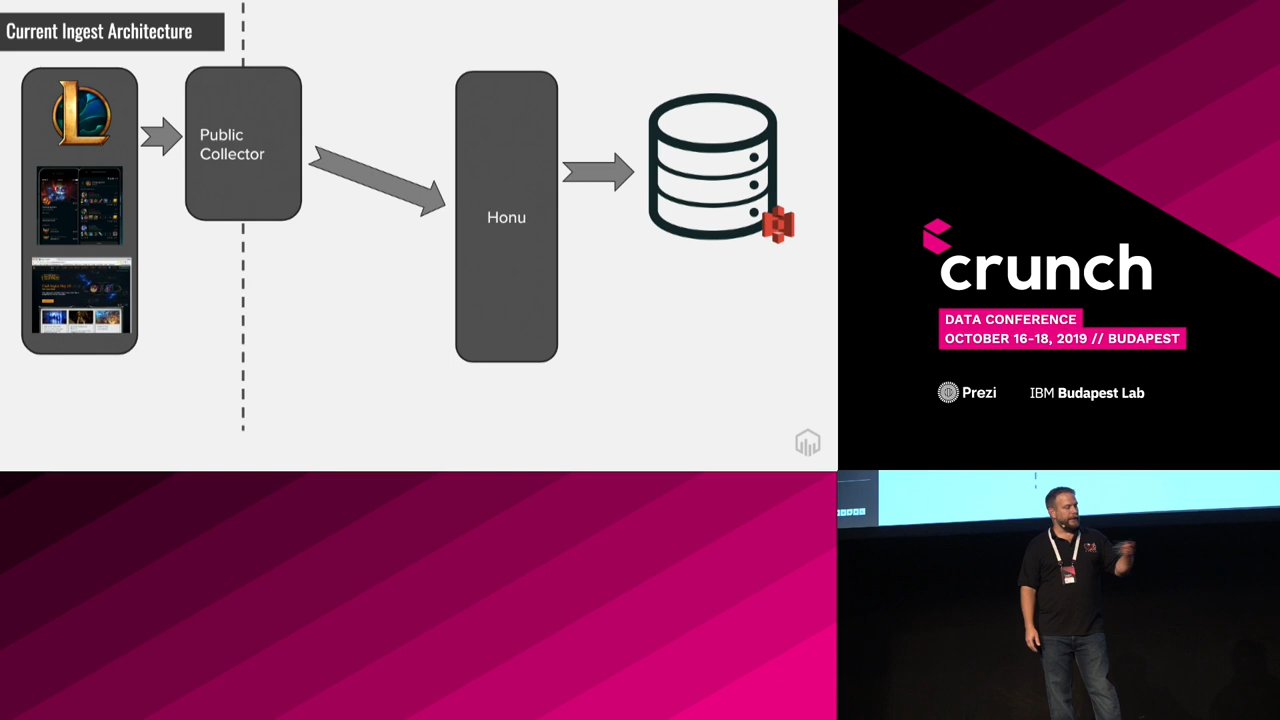 Current Ingest Architecture
Public
Collector
Honu
crunch
DATA CONFERENCE
OCTOBER 16-18, 2019 // BUDAPEST
Prezi
IBM Budapest Lab